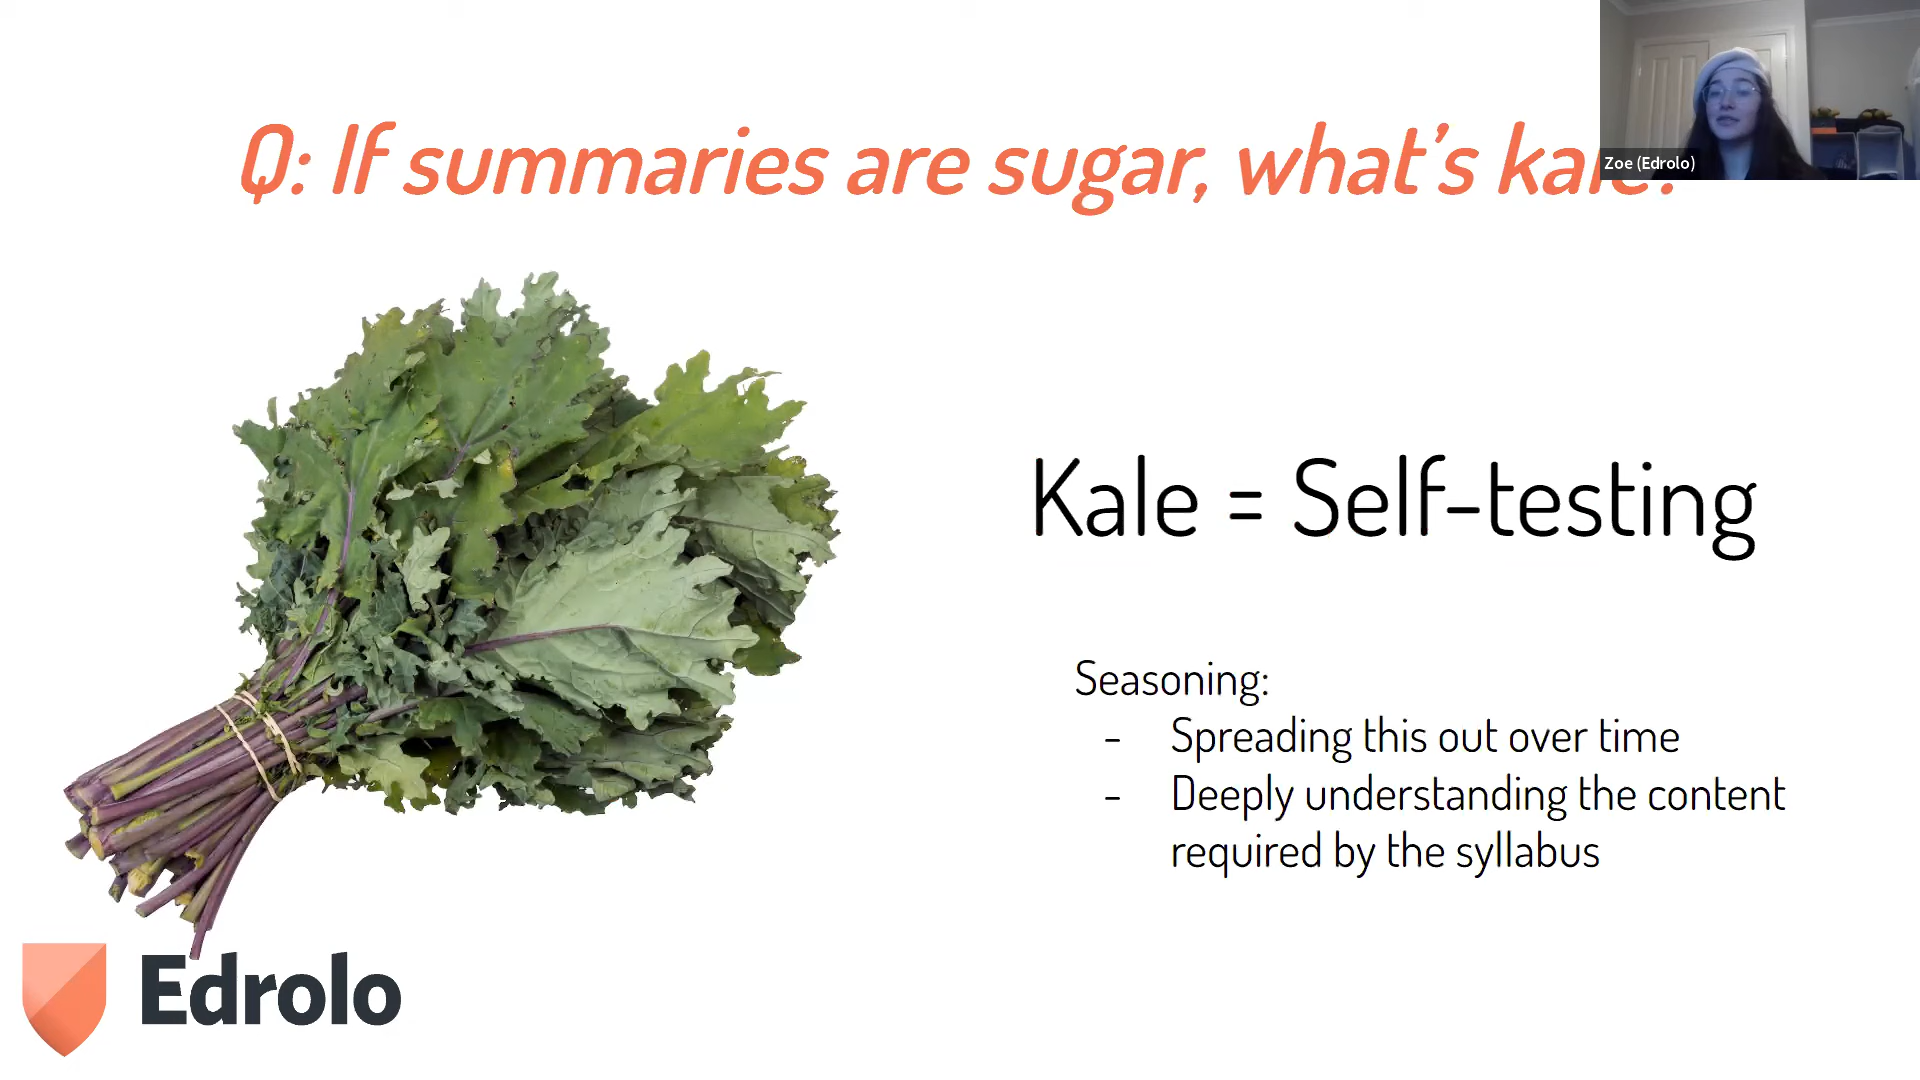 Q: If summaries are sugar, what's kale?
Zoe (Edrolo)
Kale = Self-testing
Seasoning:
- Spreading this out over time
- Deeply understanding the content
required by the syllabus
Edrolo